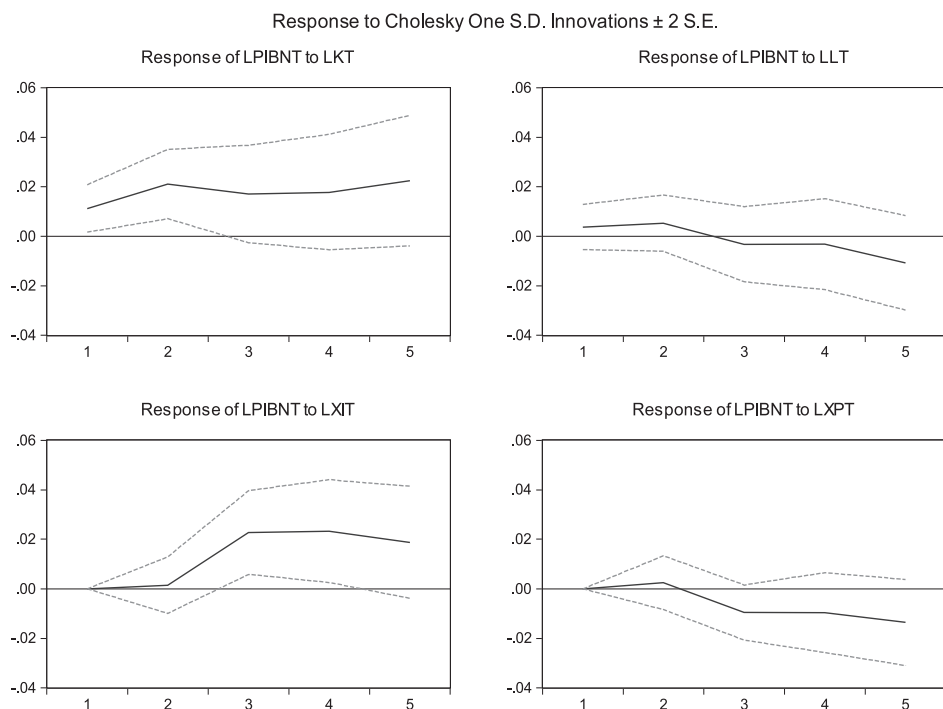 Response to Cholesky One S.D. Innovations ± 2 S.E.
Response of LPIBNT to LKT
.06
.04
.02
.00
-.02
-.04
1 2 3 4 5
Response of LPIBNT to LLT
.06
.04
.02
.00
-.02
-.04
1 2 3 4 5
Response of LPIBNT to LXIT
.06
.04
.02
.00
-.02
-.04
1 2 3 4 5
Response of LPIBNT to LXPT
.06
.04
.02
.00
-.02
-.04
1 2 3 4 5